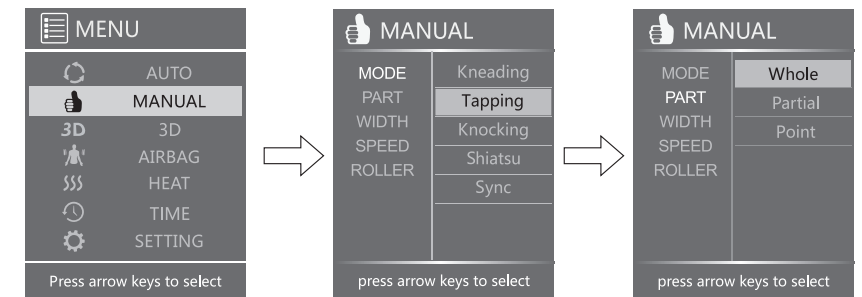 MENU
AUTO
MANUAL
3D 3D
AIRBAG
HEAT
TIME
SETTING
Press arrow keys to select
MANUAL
MODE
PART
WIDTH
SPEED
ROLLER
Kneading
Tapping
Knocking
Shiatsu
Sync
press arrow keys to select
MANUAL
MODE
PART
WIDTH
SPEED
ROLLER
Whole
Partial
Point
press arrow keys to select